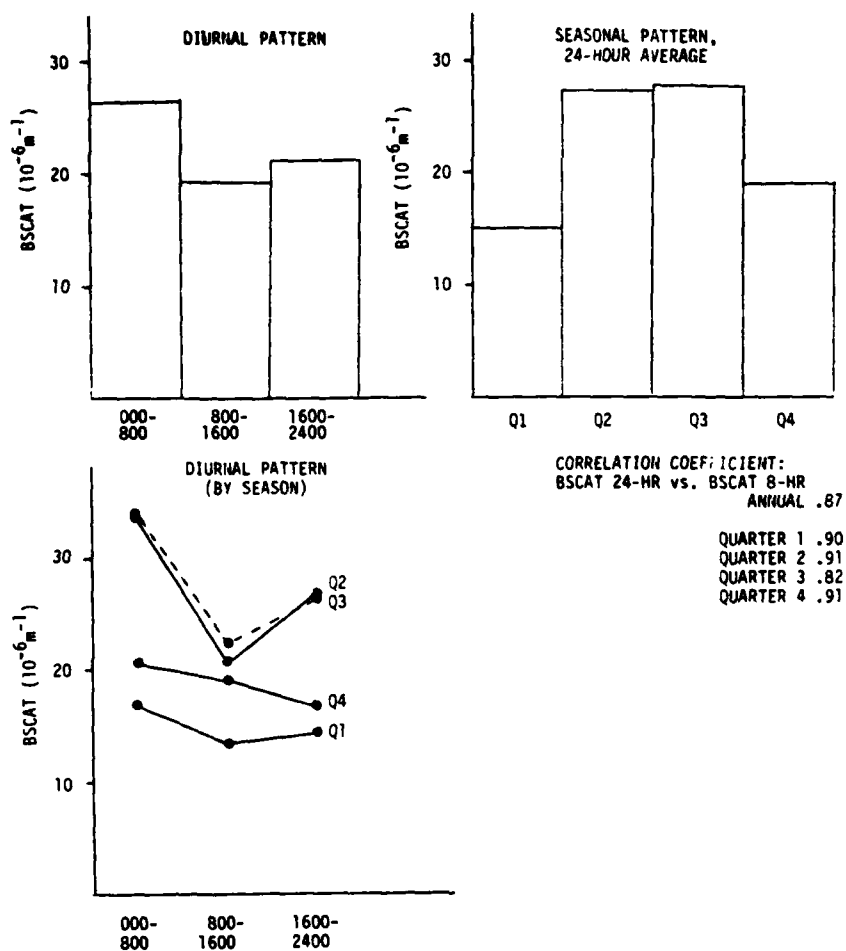 DIURNAL PATTERN
30
20
10
BSCAT (10-6m-1)
000-
800
800-
1600
1600-
2400
SEASONAL PATTERN,
24-HOUR AVERAGE
30
20
10
BSCAT (10-6m-1)
Q1 Q2 Q3 Q4
DIURNAL PATTERN
(BY SEASON)
30
20
10
BSCAT (10-6m-1)
Q2
Q3
Q4
Q1
000-
800
800-
1600
1600-
2400
CORRELATION COEFFICIENT:
BSCAT 24-HR vs. BSCAT 8-HR
ANNUAL .87
QUARTER 1 .90
QUARTER 2 .91
QUARTER 3 .82
QUARTER 4 .91